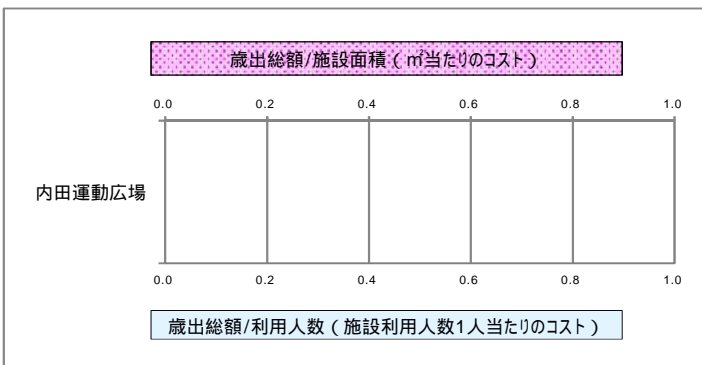 歳出総額/施設面積（㎡当たりのコスト）
0.0 0.2 0.4 0.6 0.8 1.0
内田運動広場
0.0 0.2 0.4 0.6 0.8 1.0
歳出総額/利用人数（施設利用人数1人当たりのコスト）